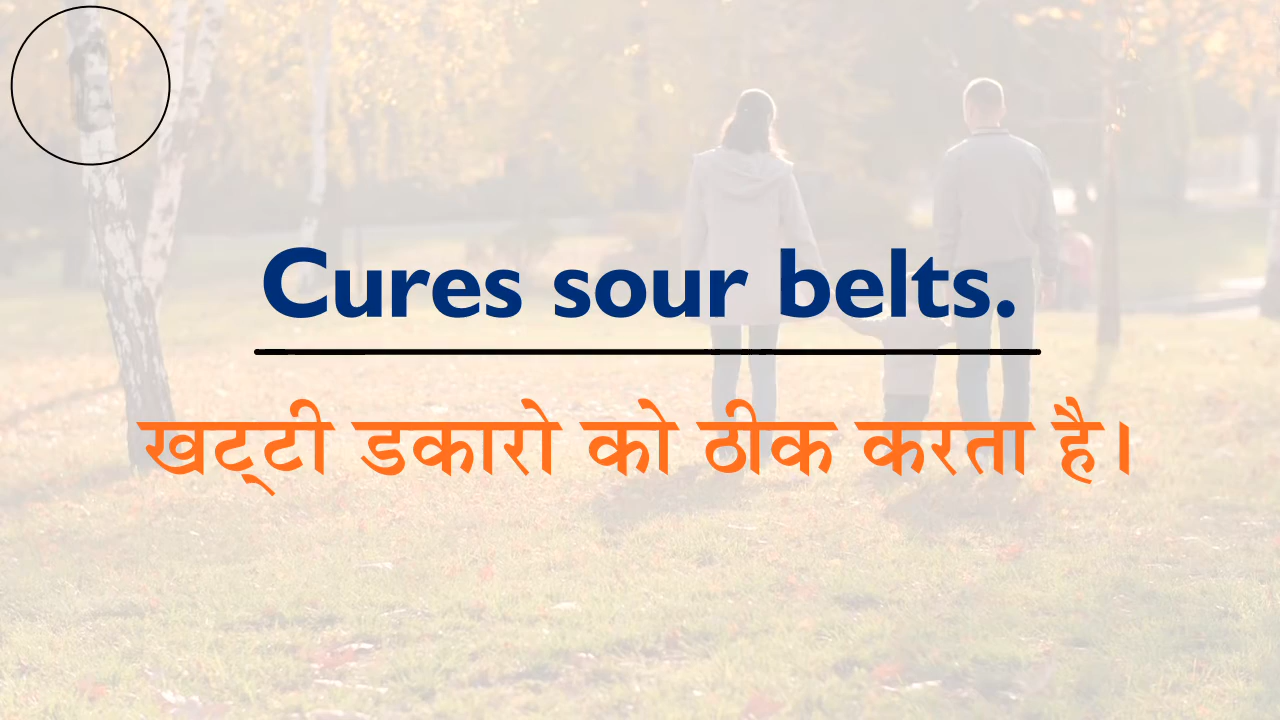 Cures sour belts.
खट्टी डकारो को ठीक करता है।